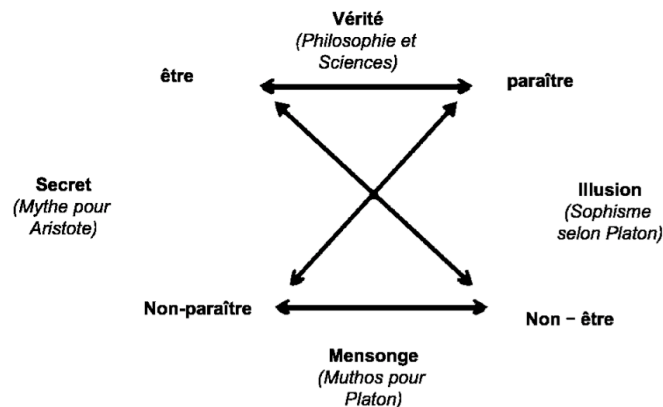 Vérité
(Philosophie et
Sciences)
être
paraître
Secret
(Mythe pour
Aristote)
Illusion
(Sophisme
selon Platon)
Non-paraître
Non – être
Mensonge
(Muthos pour
Platon)